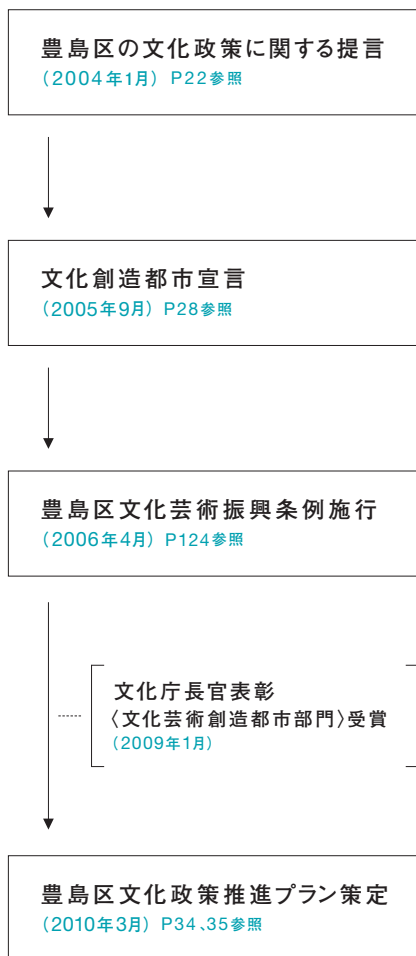 豊島区の文化政策に関する提言
（2004年1月） P22参照
文化創造都市宣言
（2005年9月） P28参照
豊島区文化芸術振興条例施行
（2006年4月） P124参照
文化庁長官表彰
〈文化芸術創造都市部門〉受賞
（2009年1月）
豊島区文化政策推進プラン策定
（2010年3月） P34、35参照